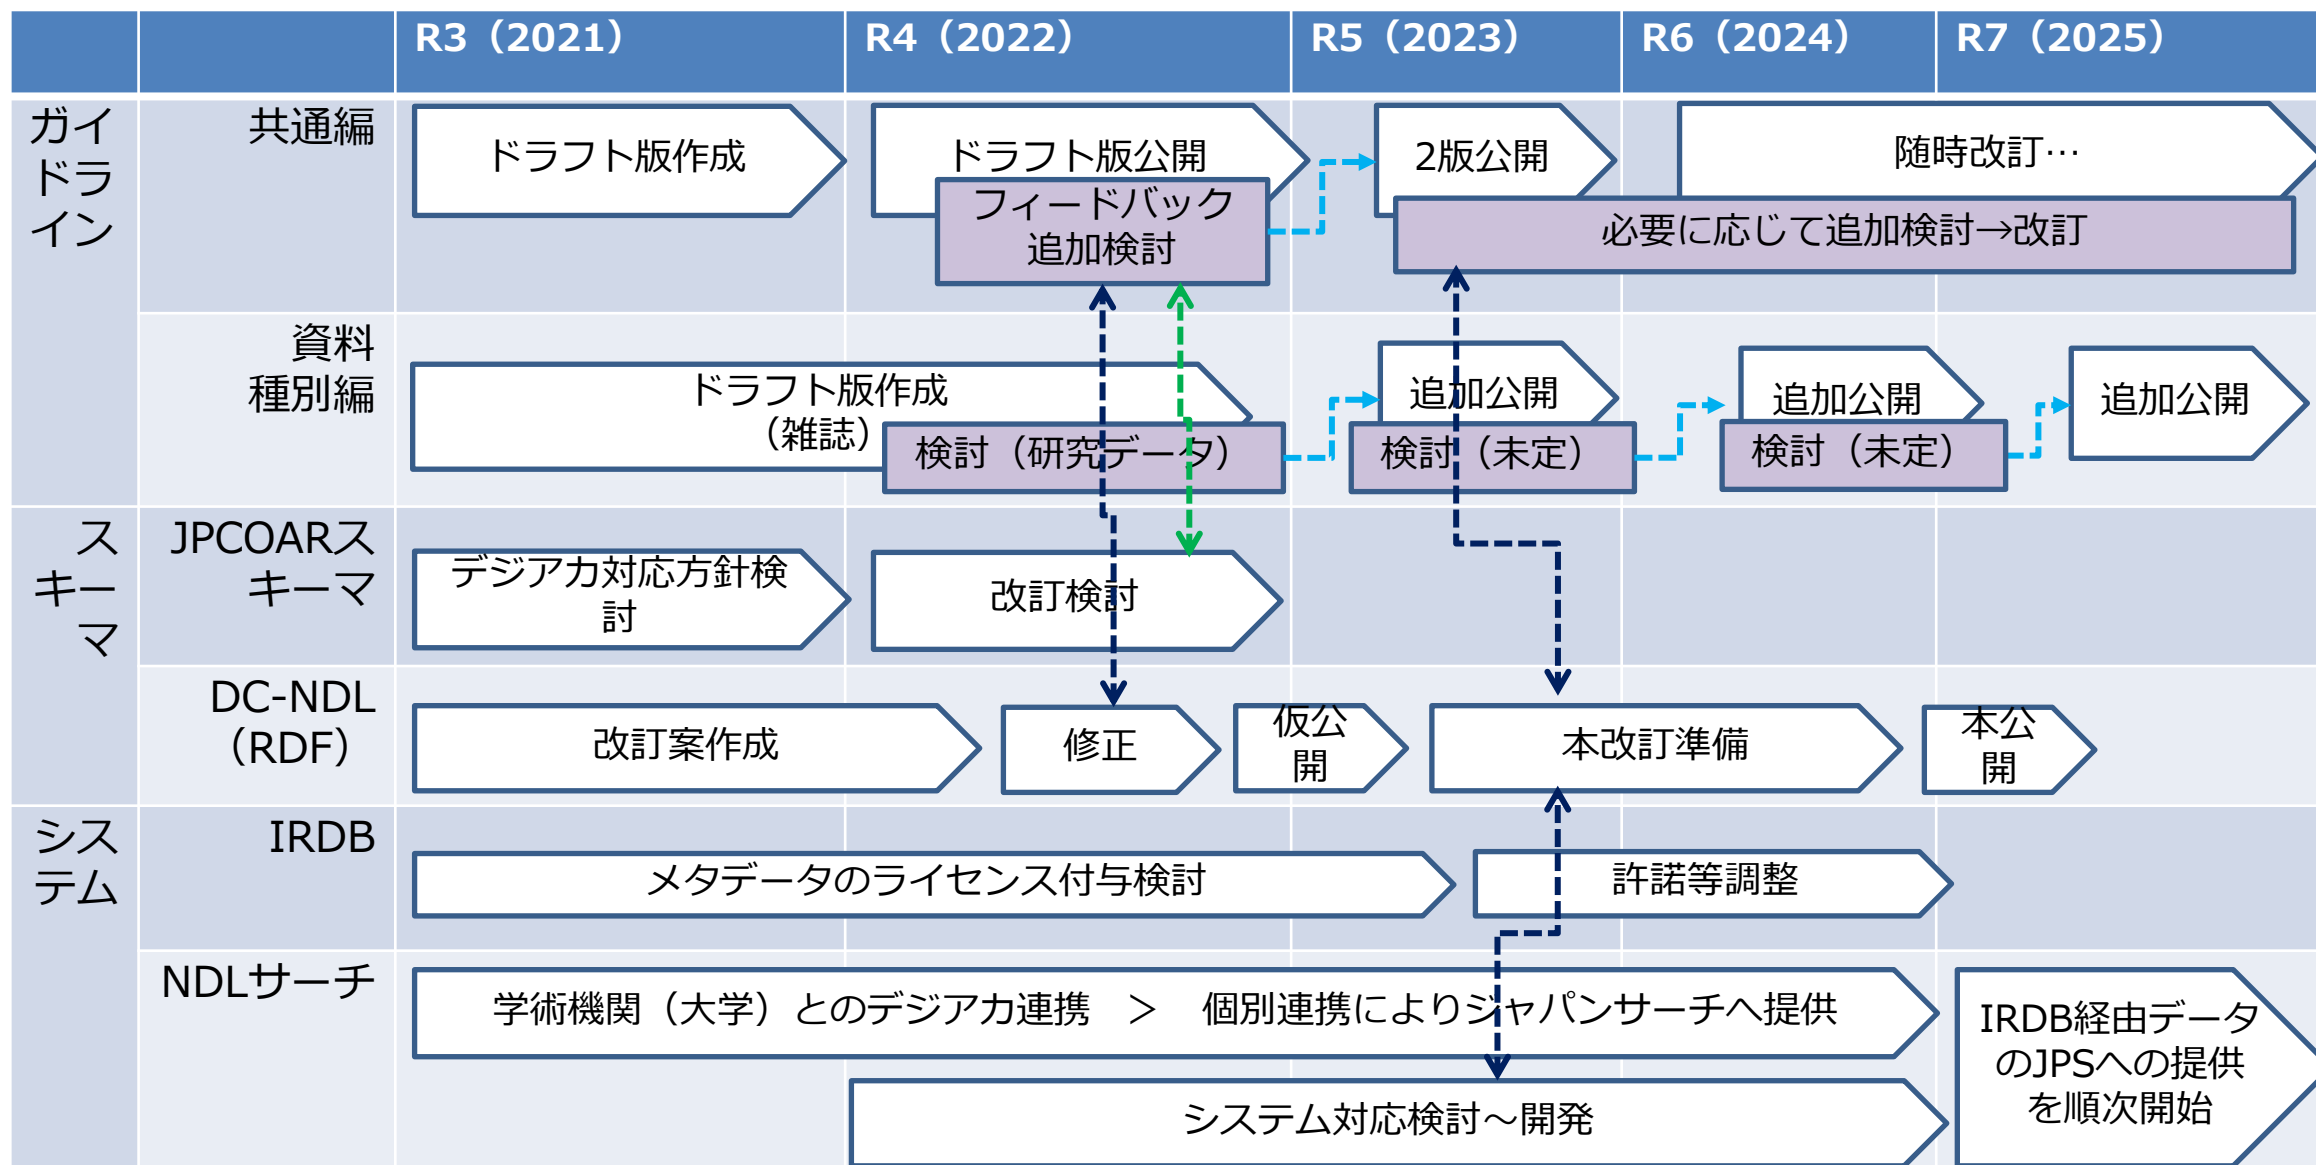 R3（2021）
R4（2022）
R5（2023）
R6（2024）
R7（2025）
ガイ
ドラ
イン
共通編
ドラフト版作成
ドラフト版公開
フィードバック
追加検討
2版公開
随時改訂…
必要に応じて追加検討→改訂
資料
種別編
ドラフト版作成
（雑誌）
検討（研究データ）
追加公開
検討（未定）
追加公開
検討（未定）
追加公開
ス
キー
マ
JPCOARス
キーマ
デジアカ対応方針検
討
改訂検討
DC-NDL
（RDF）
改訂案作成
修正
仮公
開
本改訂準備
本公
開
シス
テム
IRDB
メタデータのライセンス付与検討
許諾等調整
NDLサーチ
学術機関（大学）とのデジアカ連携　＞　個別連携によりジャパンサーチへ提供
システム対応検討～開発
IRDB経由データ
のJPSへの提供
を順次開始